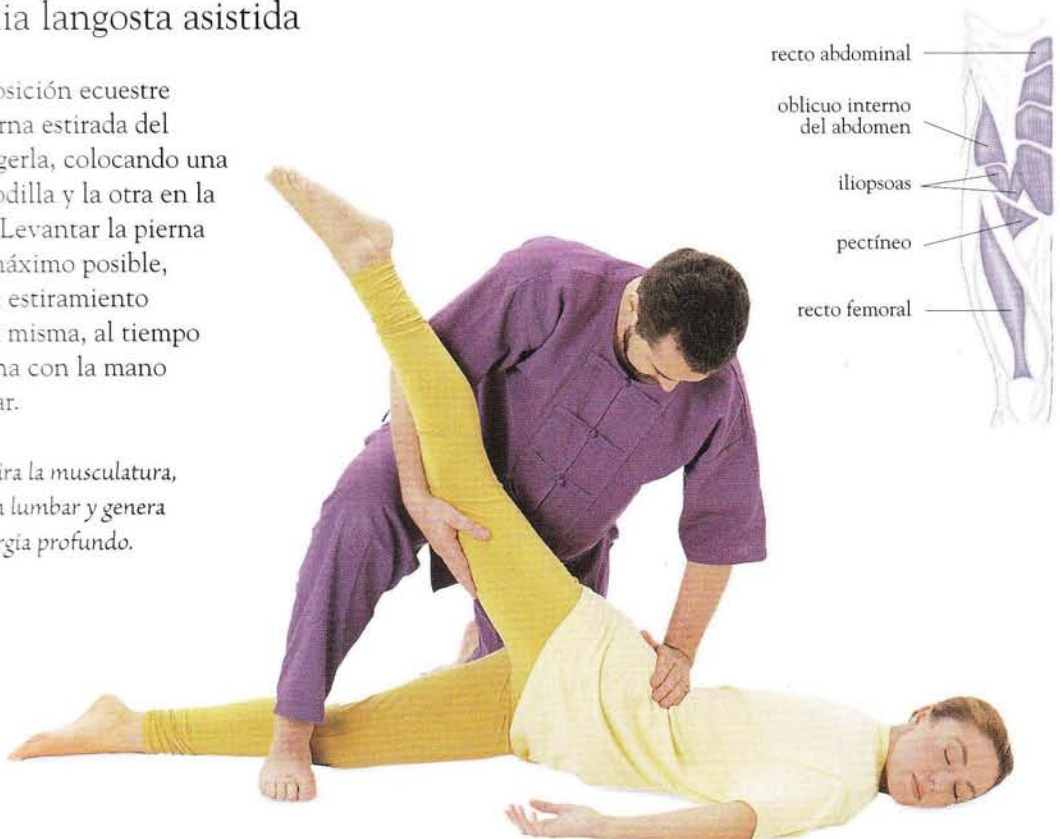 ia langosta asistida
osición ecuestre
rna estirada del
gerla, colocando una
odilla y la otra en la
Levantar la pierna
náximo posible,
estiramiento
misma, al tiempo
na con la mano
ar.
ira la musculatura,
lumbar y genera
rgía profundo.
recto abdominal
oblicuo interno
del abdomen
iliopsoas
pectíneo
recto femoral